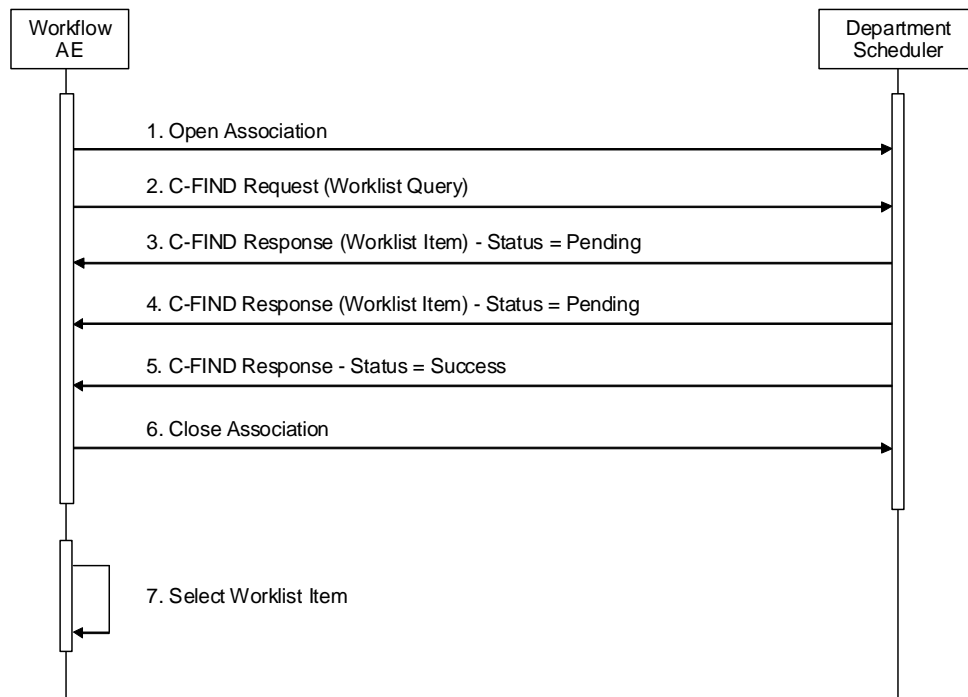 Workflow
AE
Department
Scheduler
1. Open Association
2. C-FIND Request (Worklist Query)
3. C-FIND Response (Worklist Item) - Status = Pending
4. C-FIND Response (Worklist Item) - Status = Pending
5. C-FIND Response - Status = Success
6. Close Association
7. Select Worklist Item